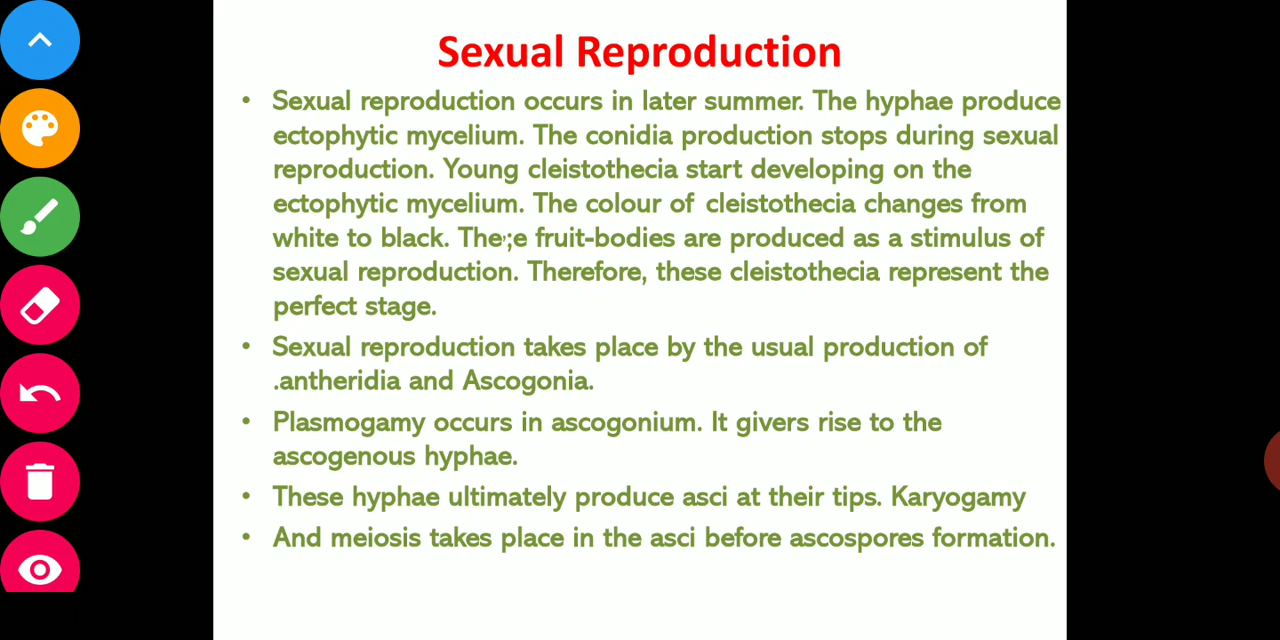 Sexual Reproduction
• Sexual reproduction occurs in later summer. The hyphae produce
ectophytic mycelium. The conidia production stops during sexual
reproduction. Young cleistothecia start developing on the
ectophytic mycelium. The colour of cleistothecia changes from
white to black. The;e fruit-bodies are produced as a stimulus of
sexual reproduction. Therefore, these cleistothecia represent the
perfect stage.
• Sexual reproduction takes place by the usual production of
.antheridia and Ascogonia.
• Plasmogamy occurs in ascogonium. It givers rise to the
ascogenous hyphae.
• These hyphae ultimately produce asci at their tips. Karyogamy
• And meiosis takes place in the asci before ascospores formation.